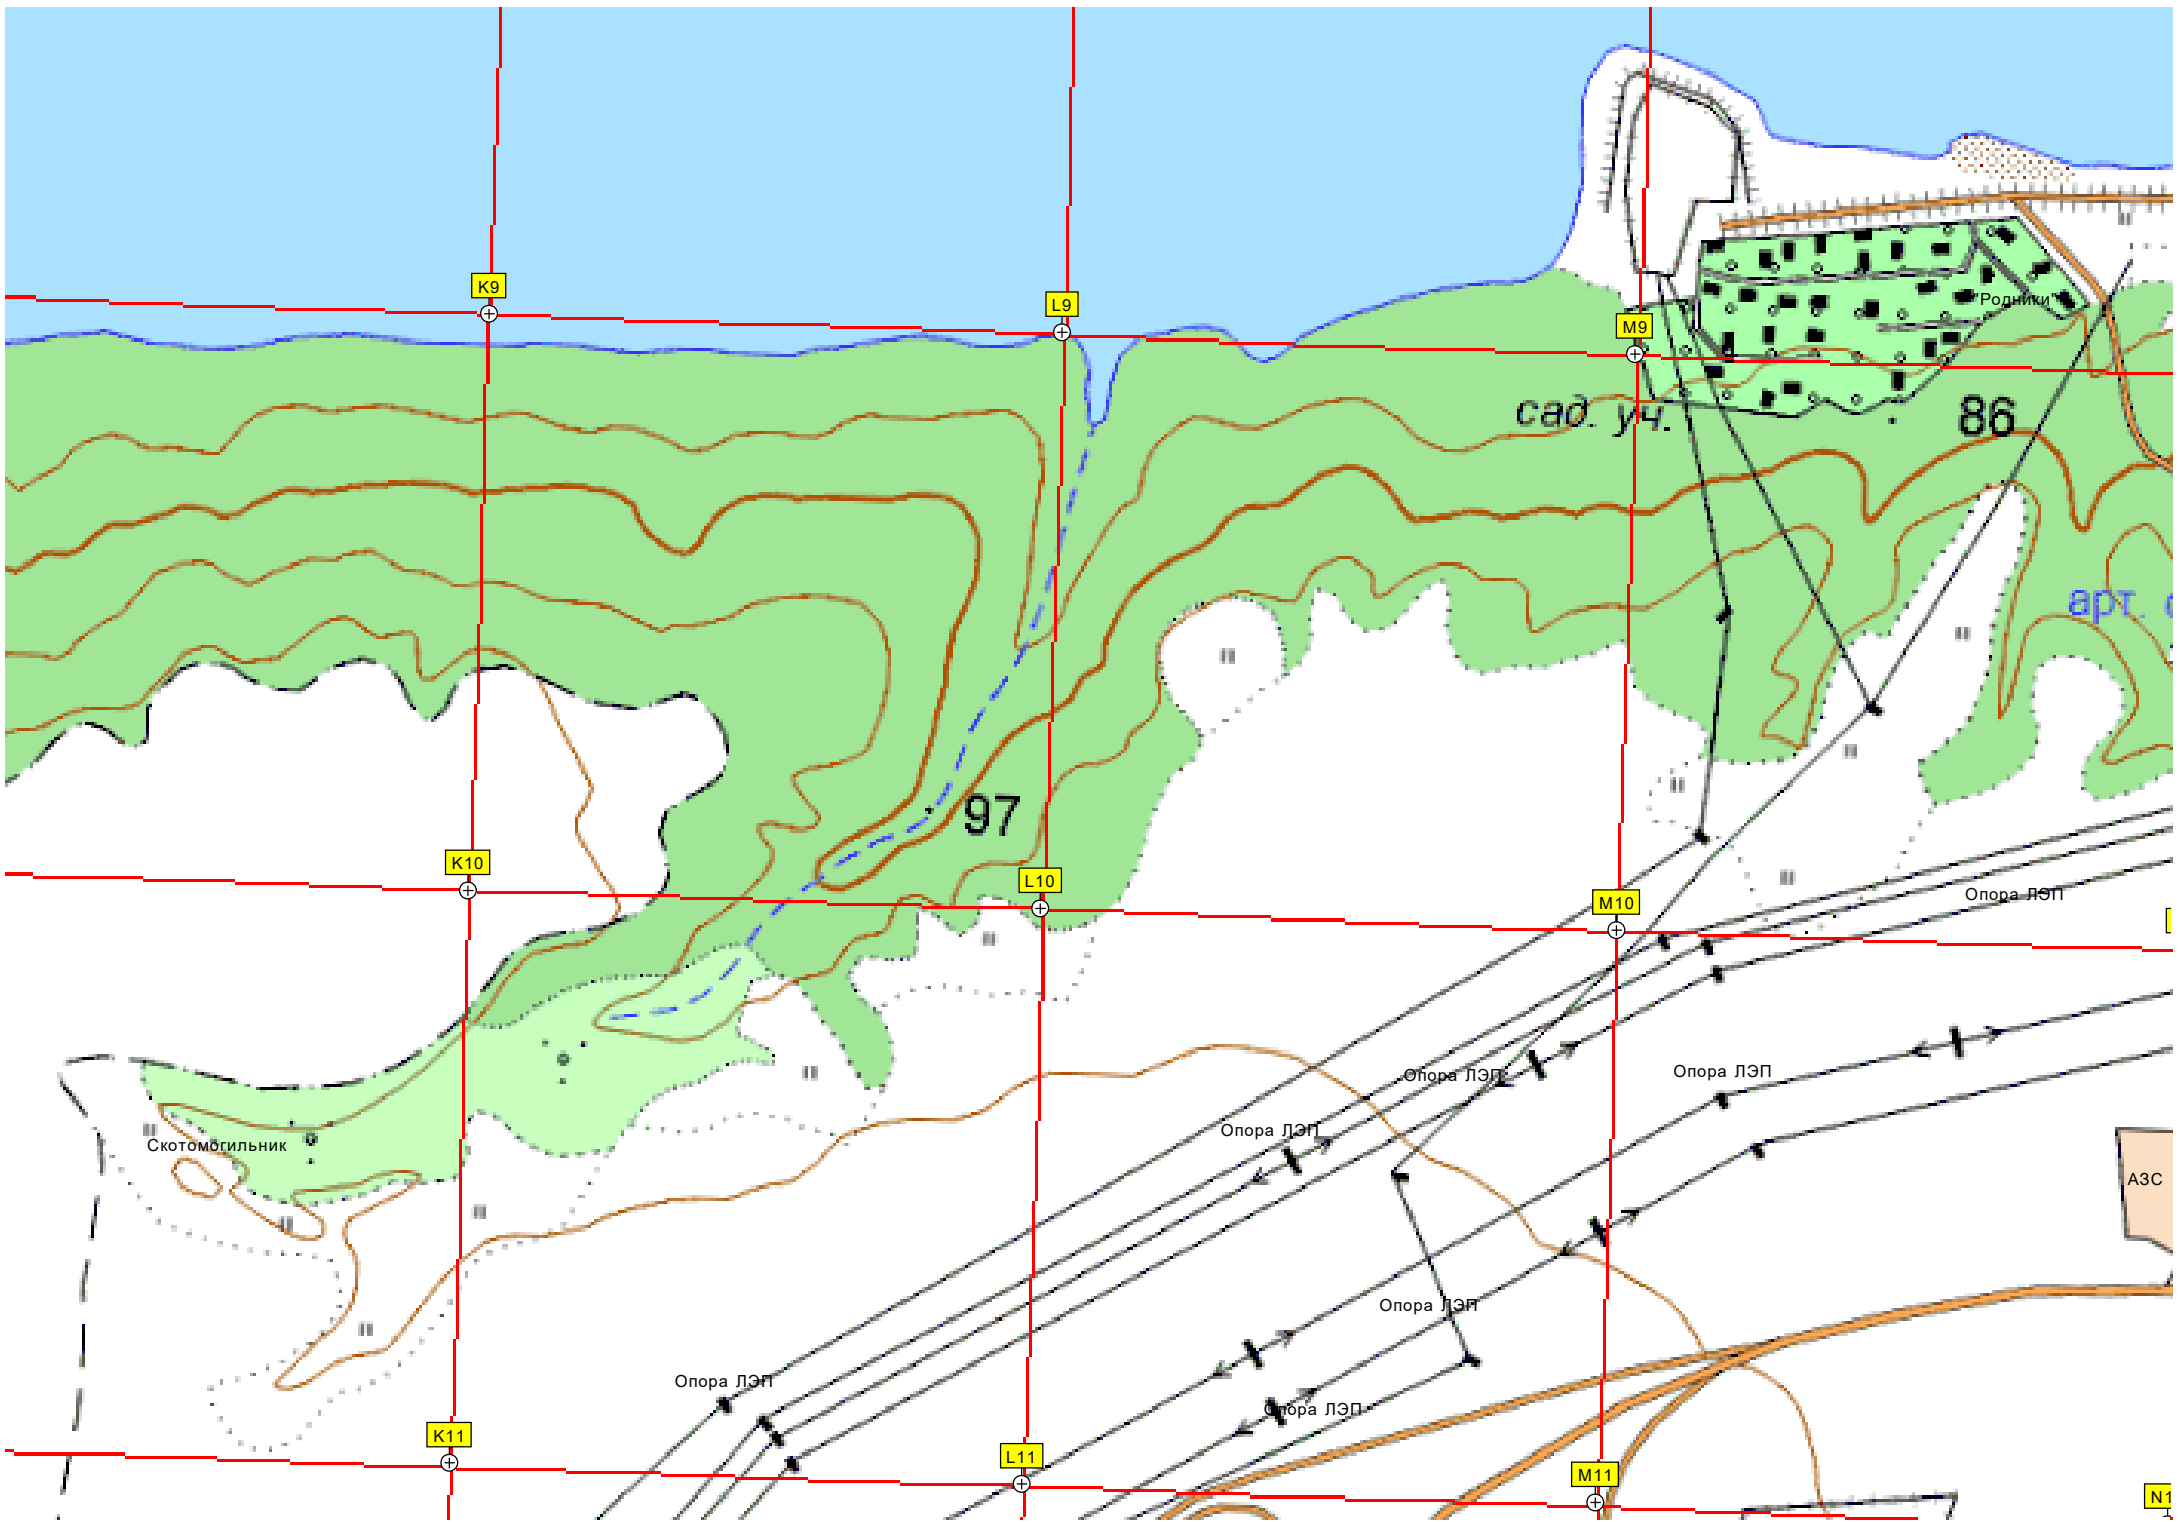 K9
L9
M9
"Родники"
сад. уч.
86
арт.
97
K10
L10
M10
Опора ЛЭП
Опора ЛЭП
Опора ЛЭП
Опора ЛЭП
Скотомогильник
АЗС
Опора ЛЭП
Опора ЛЭП
Опора ЛЭП
K11
L11
M11
N1